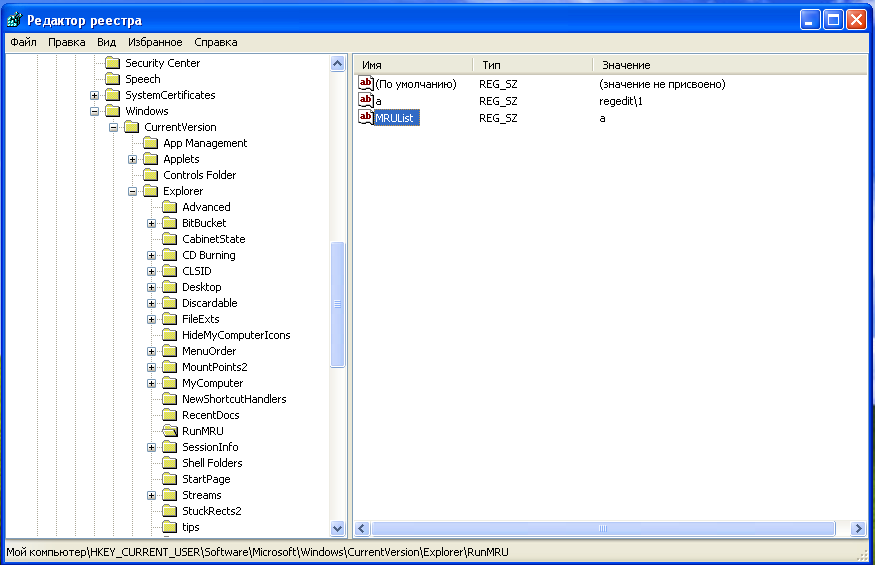 Редактор реестра
Файл Правка Вид Избранное Справка
Security Center
Speech
SystemCertificates
Windows
CurrentVersion
App Management
Applets
Controls Folder
Explorer
Advanced
BitBucket
CabinetState
CD Burning
CLSID
Desktop
Discardable
FileExts
HideMyComputerIcons
MenuOrder
MountPoints2
MyComputer
NewShortcutHandlers
RecentDocs
RunMRU
SessionInfo
Shell Folders
StartPage
Streams
StuckRects2
tips
Имя Тип Значение
ab (По умолчанию) REG_SZ (значение не присвоено)
ab a REG_SZ regedit\1
ab MRUList REG_SZ a
Мой компьютер\HKEY_CURRENT_USER\Software\Microsoft\Windows\CurrentVersion\Explorer\RunMRU